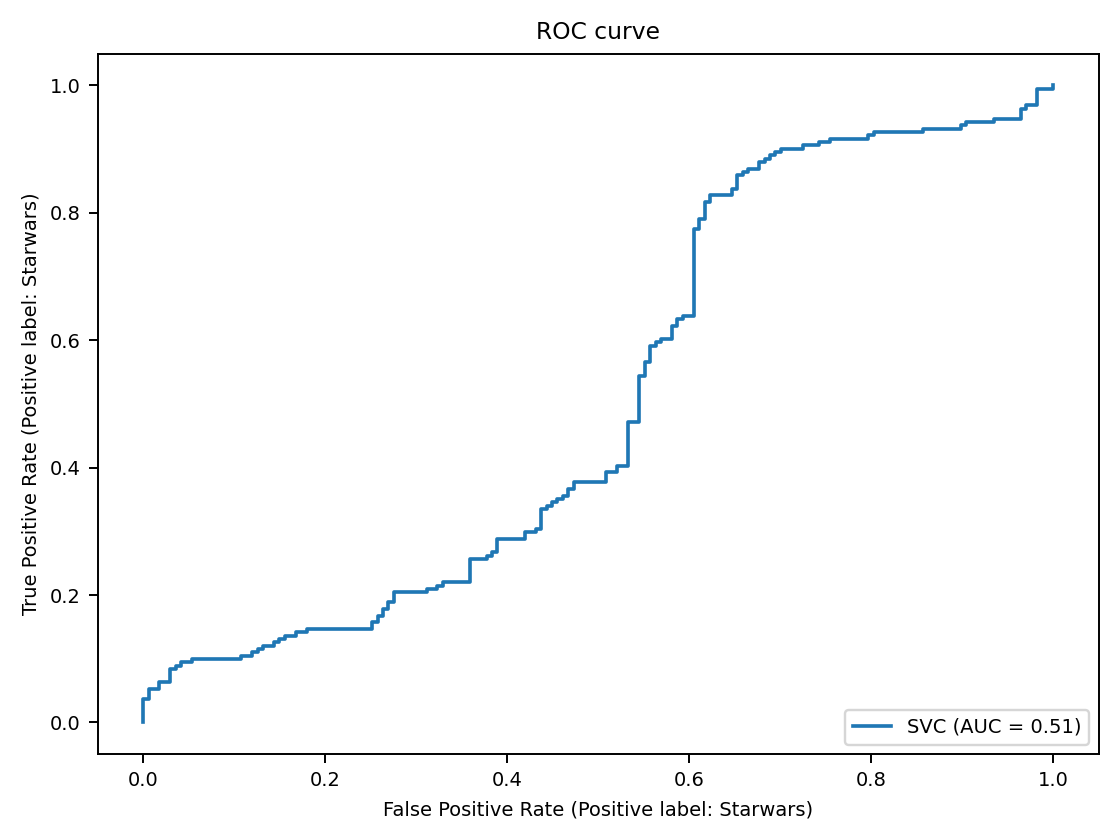 ROC curve
True Positive Rate (Positive label: Starwars)
1.0
0.8
0.6
0.4
0.2
0.0
SVC (AUC = 0.51)
0.0 0.2 0.4 0.6 0.8 1.0
False Positive Rate (Positive label: Starwars)